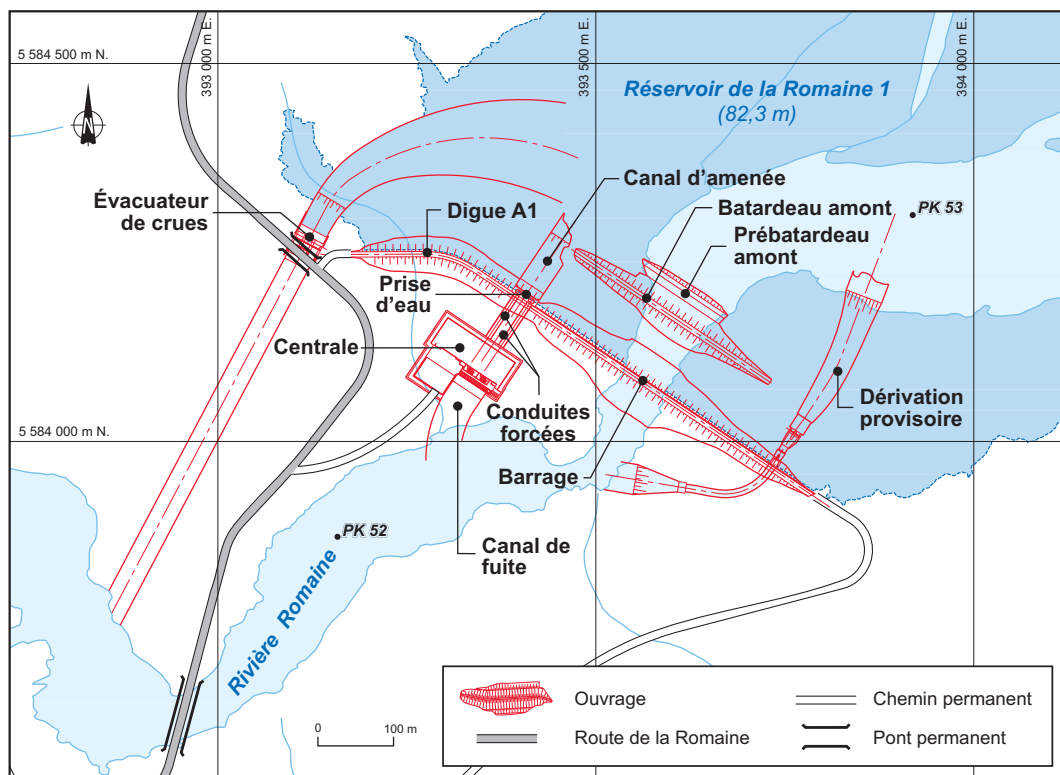 5 584 500 m N.
393 000 m E.
393 500 m E.
394 000 m E.
Réservoir de la Romaine 1
(82,3 m)
Évacuateur
de crues
Digue A1
Canal d'amenée
Batardeau amont
PK 53
Prébatardeau
amont
Prise
d'eau
Centrale
Conduites
forcées
Dérivation
provisoire
5 584 000 m N.
Barrage
PK 52
Canal de
fuite
Rivière Romaine
0 100 m
Ouvrage
Chemin permanent
Route de la Romaine
Pont permanent